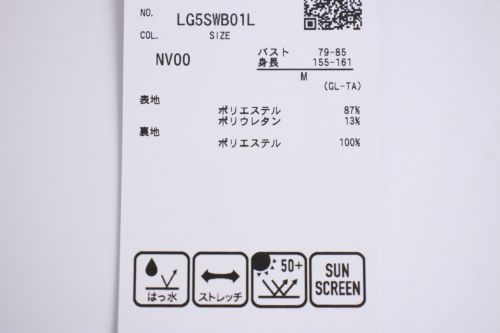 NO. LG5SWB01L
COL. SIZE
NV00 バスト 79-85
身長 155-161
M
(GL-TA)
表地
ポリエステル 87%
ポリウレタン 13%
裏地
ポリエステル 100%
はっ水 ストレッチ 50+ SUN SCREEN